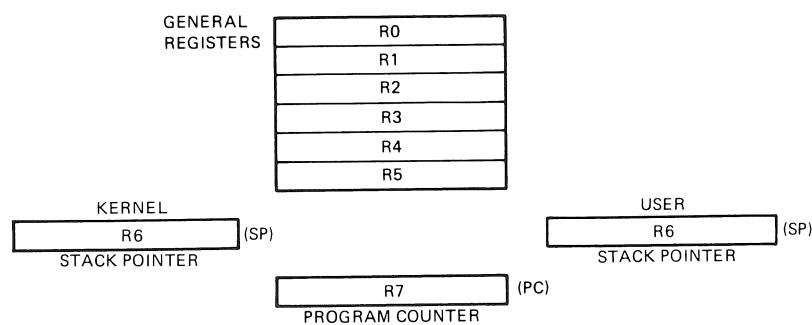 GENERAL
REGISTERS
R0
R1
R2
R3
R4
R5
KERNEL
R6
(SP)
STACK POINTER
USER
R6
(SP)
STACK POINTER
R7
(PC)
PROGRAM COUNTER